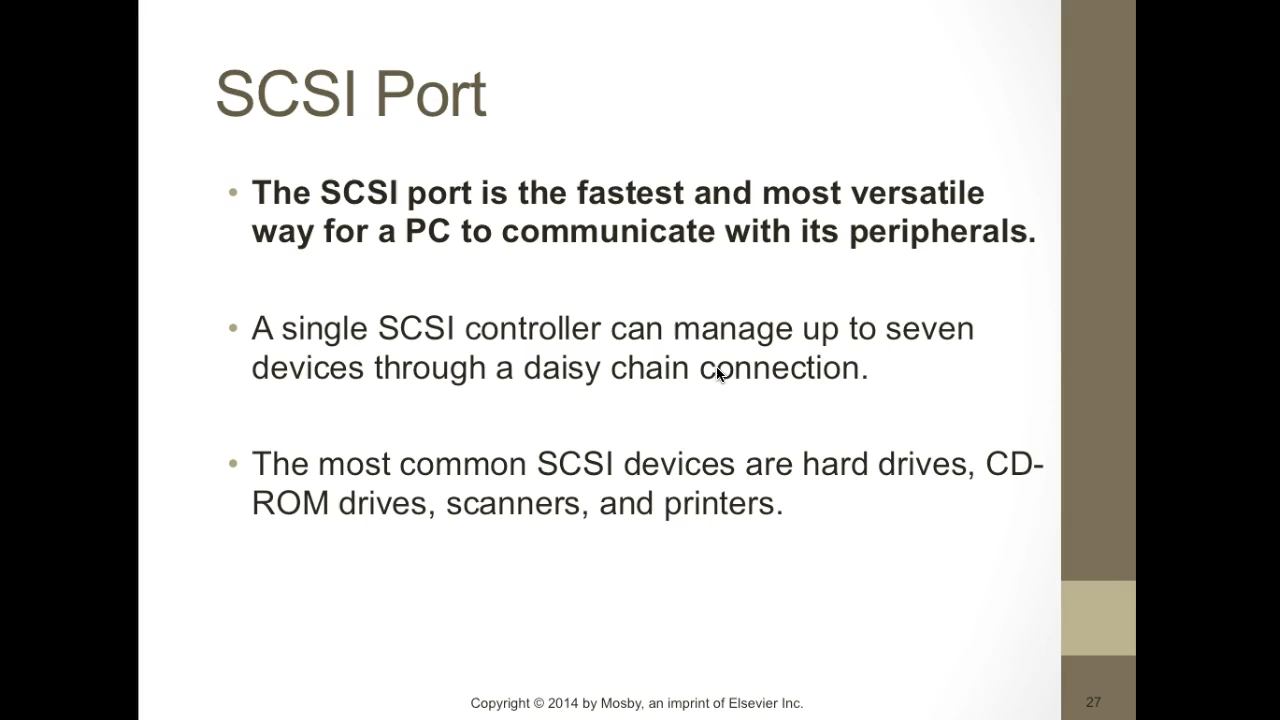 SCSI Port
• The SCSI port is the fastest and most versatile
way for a PC to communicate with its peripherals.
• A single SCSI controller can manage up to seven
devices through a daisy chain connection.
• The most common SCSI devices are hard drives, CD-
ROM drives, scanners, and printers.
Copyright © 2014 by Mosby, an imprint of Elsevier Inc.
27